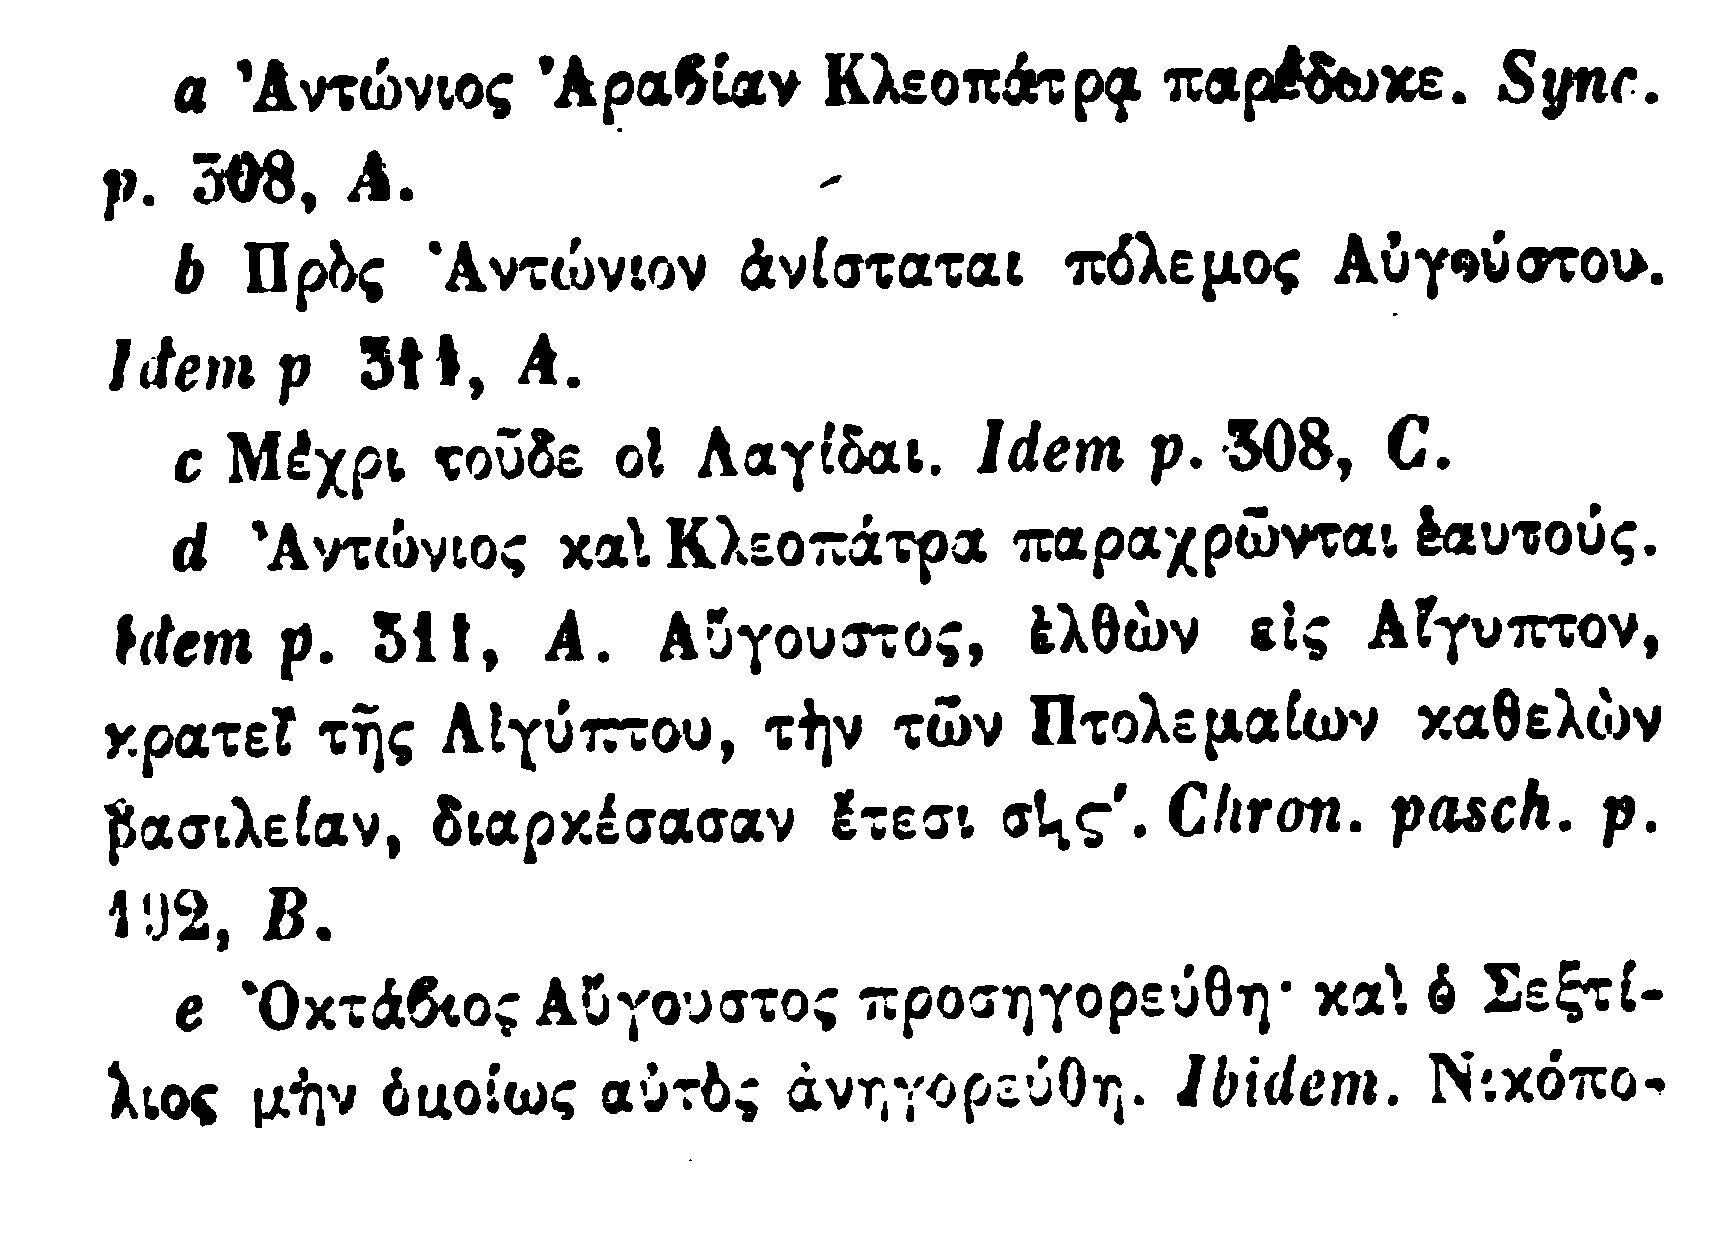 a Ἀντώνιος Ἀραβίαν Κλεοπάτρᾳ παρέδωκε. Sync.
p. 308, A.
b Πρὸς Ἀντώνιον ἀνίσταται πόλεμος Αὐγούστου.
Idem p 311, A.
c Μέχρι τοῦδε οἱ Λαγίδαι. Idem p. 308, C.
d Ἀντώνιος καὶ Κλεοπάτρα παραχρῶνται ἑαυτούς.
Idem p. 311, A. Αὔγουστος, ἐλθὼν εἰς Αἴγυπτον,
κρατεῖ τῆς Αἰγύπτου, τὴν τῶν Πτολεμαίων καθελὼν
βασιλείαν, διαρκέσασαν ἔτεσι σϟςʹ. Chron. pasch. p.
192, B.
e Ὀκτάβιος Αὔγουστος προσηγορεύθη· καὶ ὁ Σεξτί-
λιος μὴν ὁμοίως αὐτὸς ἀνηγορεύθη. Ibidem. Νικόπο-